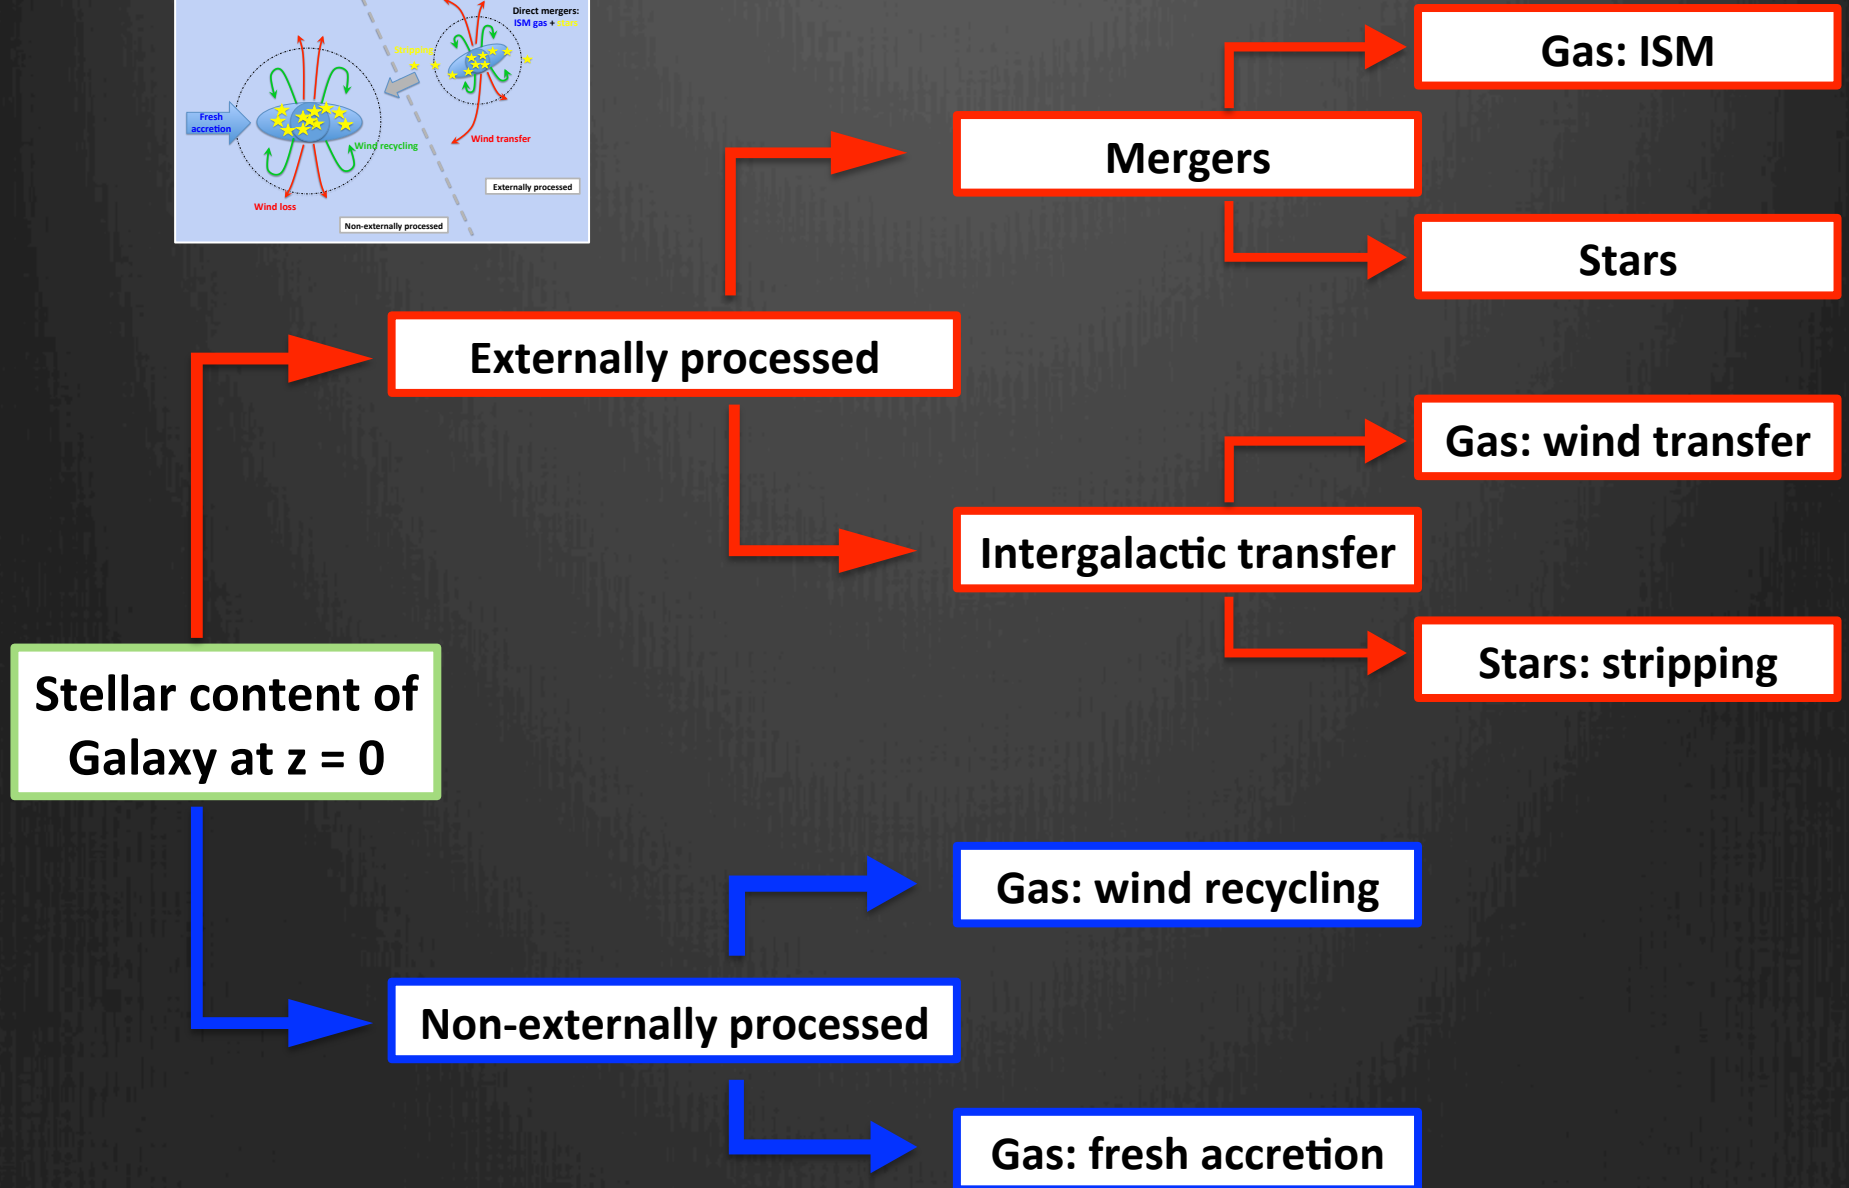 Direct mergers:
ISM gas + stars
Stripping
Fresh
accretion
Wind recycling
Wind transfer
Externally processed
Wind loss
Non-externally processed
Gas: ISM
Mergers
Stars
Externally processed
Gas: wind transfer
Intergalactic transfer
Stars: stripping
Stellar content of
Galaxy at z = 0
Gas: wind recycling
Non-externally processed
Gas: fresh accretion